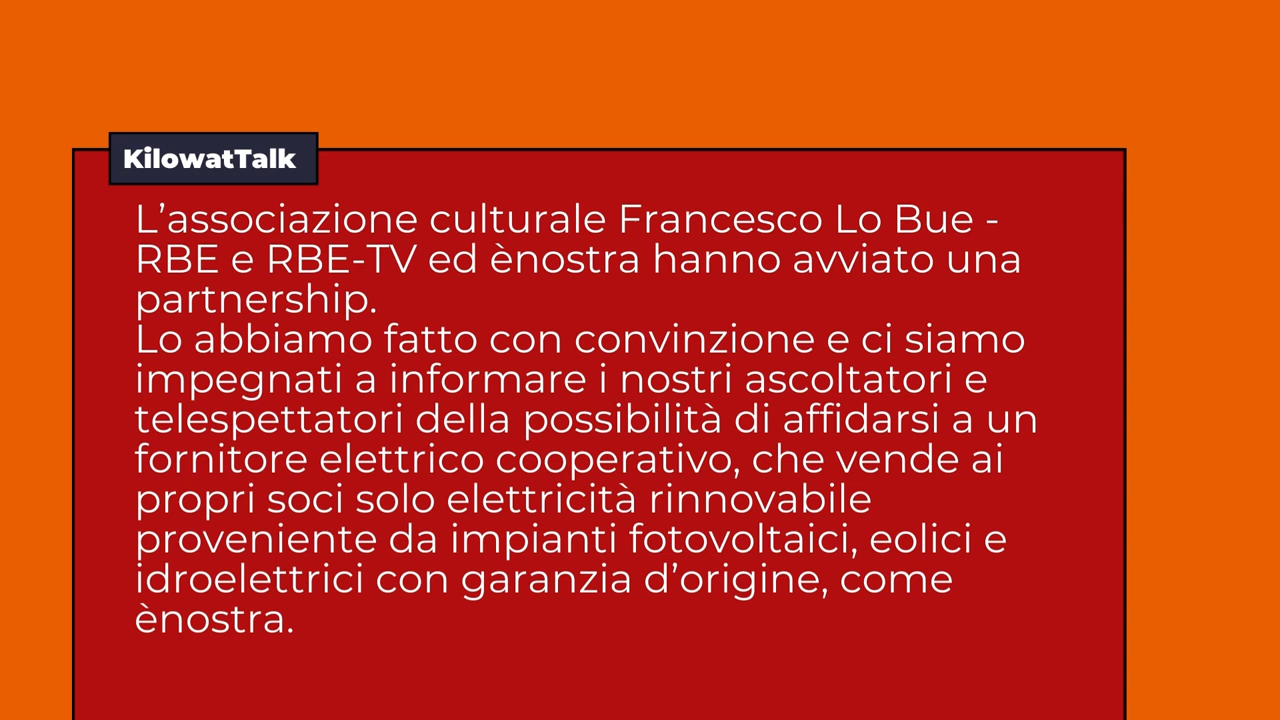 KilowatTalk
L’associazione culturale Francesco Lo Bue -
RBE e RBE-TV ed ènostra hanno avviato una
partnership.
Lo abbiamo fatto con convinzione e ci siamo
impegnati a informare i nostri ascoltatori e
telespettatori della possibilità di affidarsi a un
fornitore elettrico cooperativo, che vende ai
propri soci solo elettricità rinnovabile
proveniente da impianti fotovoltaici, eolici e
idroelettrici con garanzia d’origine, come
ènostra.